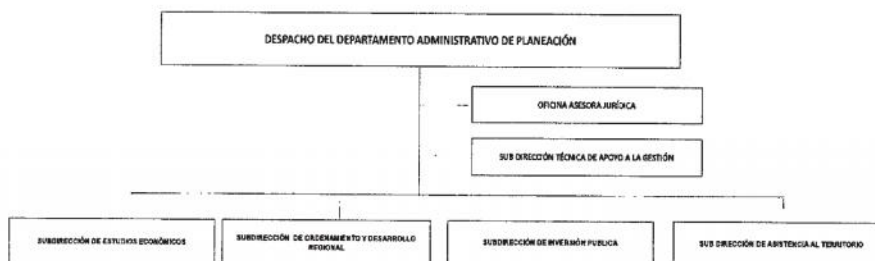 DESPACHO DEL DEPARTAMENTO ADMINISTRATIVO DE PLANEACIÓN
OFICINA ASESORA JURÍDICA
SUB DIRECCIÓN TÉCNICA DE APOYO A LA GESTIÓN
SUBDIRECCIÓN DE ESTUDIOS ECONÓMICOS
SUBDIRECCIÓN DE ORDENAMIENTO Y DESARROLLO
REGIONAL
SUBDIRECCIÓN DE INVERSIÓN PUBLICA
SUB DIRECCIÓN DE ASISTENCIA AL TERRITORIO